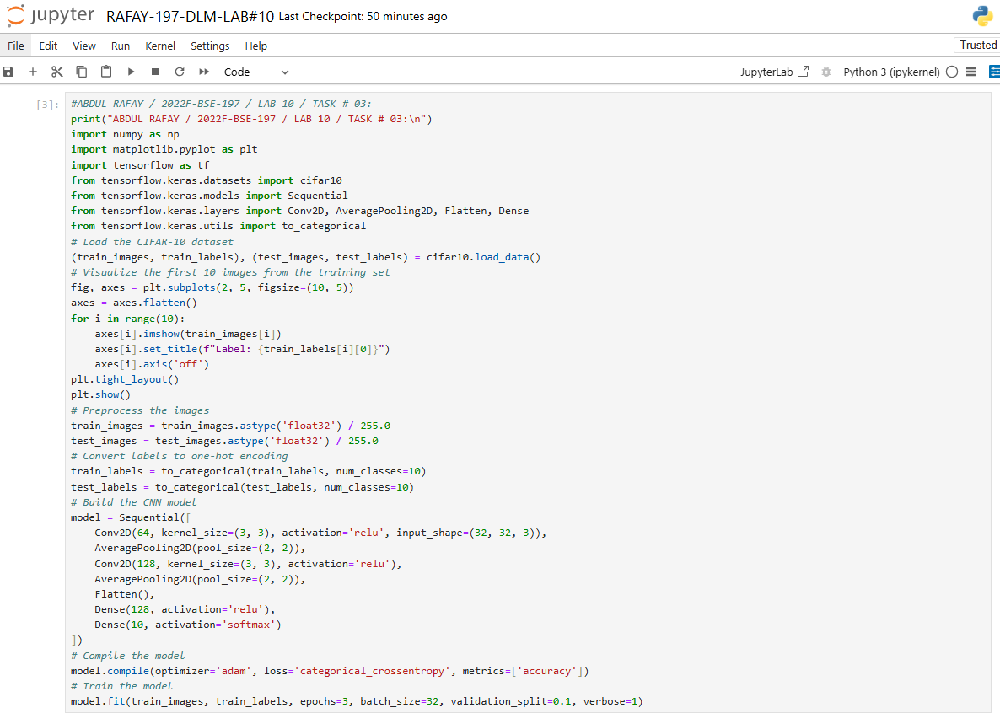 jupyter RAFAY-197-DLM-LAB#10 Last Checkpoint: 50 minutes ago
File Edit View Run Kernel Settings Help Trusted
Code JupyterLab Python 3 (ipykernel)
[3]: #ABDUL RAFAY / 2022F-BSE-197 / LAB 10 / TASK # 03:
print("ABDUL RAFAY / 2022F-BSE-197 / LAB 10 / TASK # 03:\n")
import numpy as np
import matplotlib.pyplot as plt
import tensorflow as tf
from tensorflow.keras.datasets import cifar10
from tensorflow.keras.models import Sequential
from tensorflow.keras.layers import Conv2D, AveragePooling2D, Flatten, Dense
from tensorflow.keras.utils import to_categorical
# Load the CIFAR-10 dataset
(train_images, train_labels), (test_images, test_labels) = cifar10.load_data()
# Visualize the first 10 images from the training set
fig, axes = plt.subplots(2, 5, figsize=(10, 5))
axes = axes.flatten()
for i in range(10):
    axes[i].imshow(train_images[i])
    axes[i].set_title(f"Label: {train_labels[i][0]}")
    axes[i].axis('off')
plt.tight_layout()
plt.show()
# Preprocess the images
train_images = train_images.astype('float32') / 255.0
test_images = test_images.astype('float32') / 255.0
# Convert labels to one-hot encoding
train_labels = to_categorical(train_labels, num_classes=10)
test_labels = to_categorical(test_labels, num_classes=10)
# Build the CNN model
model = Sequential([
    Conv2D(64, kernel_size=(3, 3), activation='relu', input_shape=(32, 32, 3)),
    AveragePooling2D(pool_size=(2, 2)),
    Conv2D(128, kernel_size=(3, 3), activation='relu'),
    AveragePooling2D(pool_size=(2, 2)),
    Flatten(),
    Dense(128, activation='relu'),
    Dense(10, activation='softmax')
])
# Compile the model
model.compile(optimizer='adam', loss='categorical_crossentropy', metrics=['accuracy'])
# Train the model
model.fit(train_images, train_labels, epochs=3, batch_size=32, validation_split=0.1, verbose=1)